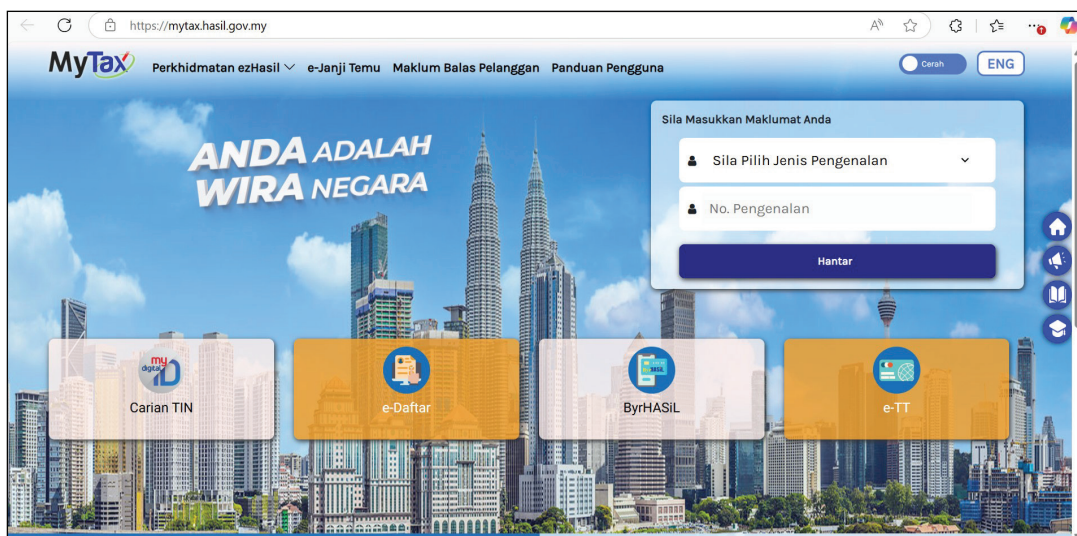 https://mytax.hasil.gov.my
MyTax
Perkhidmatan ezHasil
e-Janji Temu
Maklum Balas Pelanggan
Panduan Pengguna
Cerah
ENG
ANDA ADALAH
WIRA NEGARA
Sila Masukkan Maklumat Anda
Sila Pilih Jenis Pengenalan
No. Pengenalan
Hantar
my
digital
ID
Carian TIN
e-Daftar
ByrHASiL
e-TT